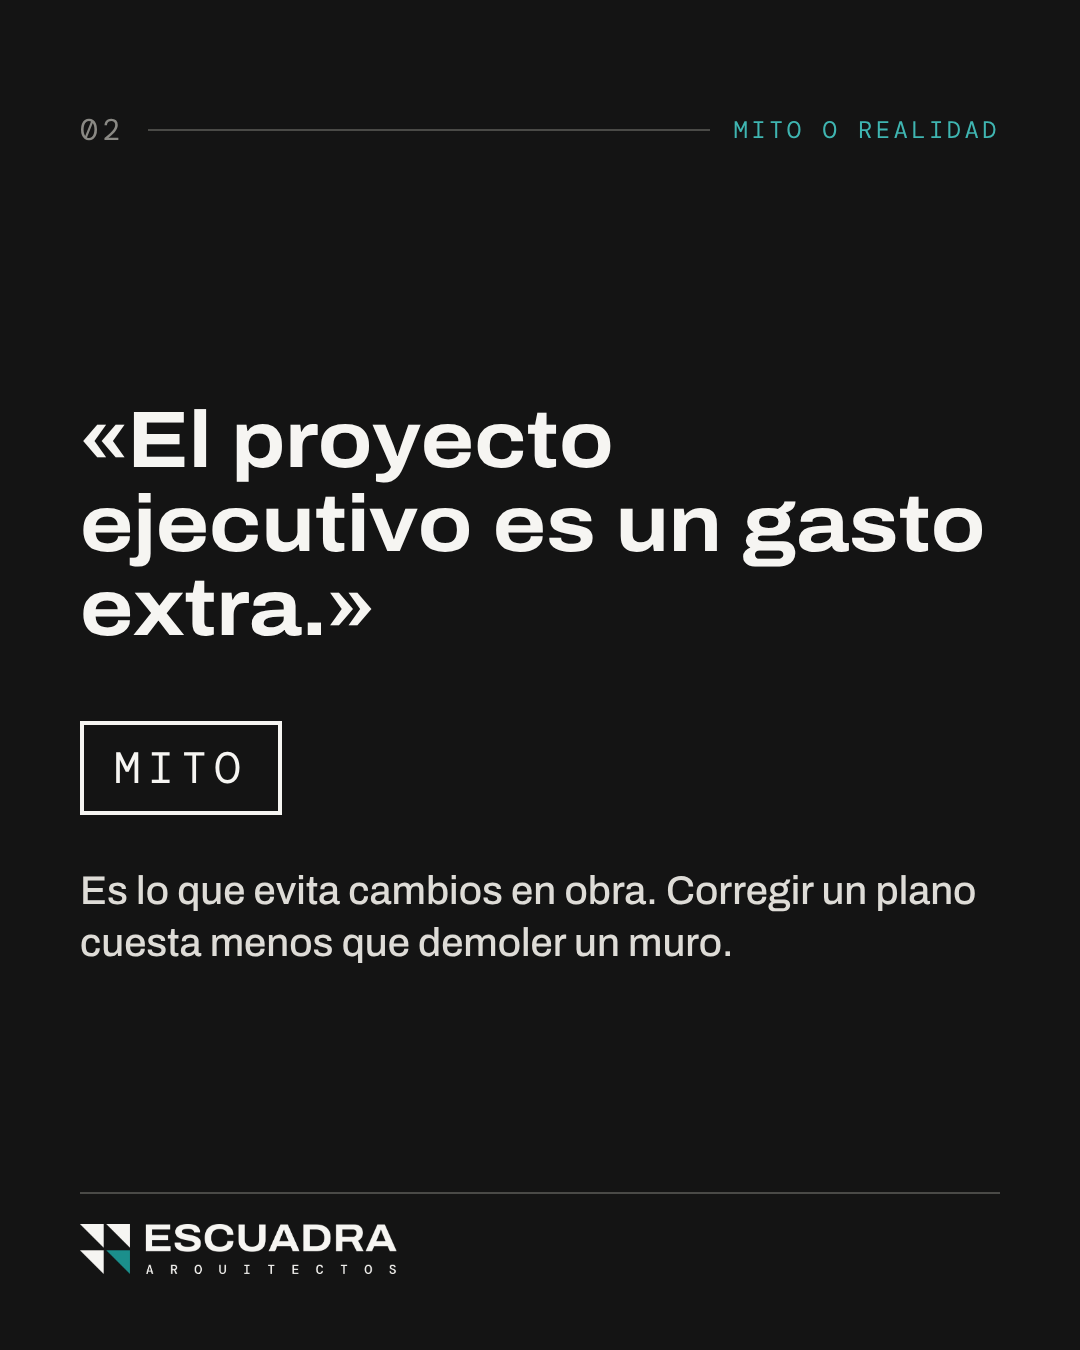 02 MITO O REALIDAD
«El proyecto
ejecutivo es un gasto
extra.»
MITO
Es lo que evita cambios en obra. Corregir un plano
cuesta menos que demoler un muro.
ESCUADRA
ARQUITECTOS